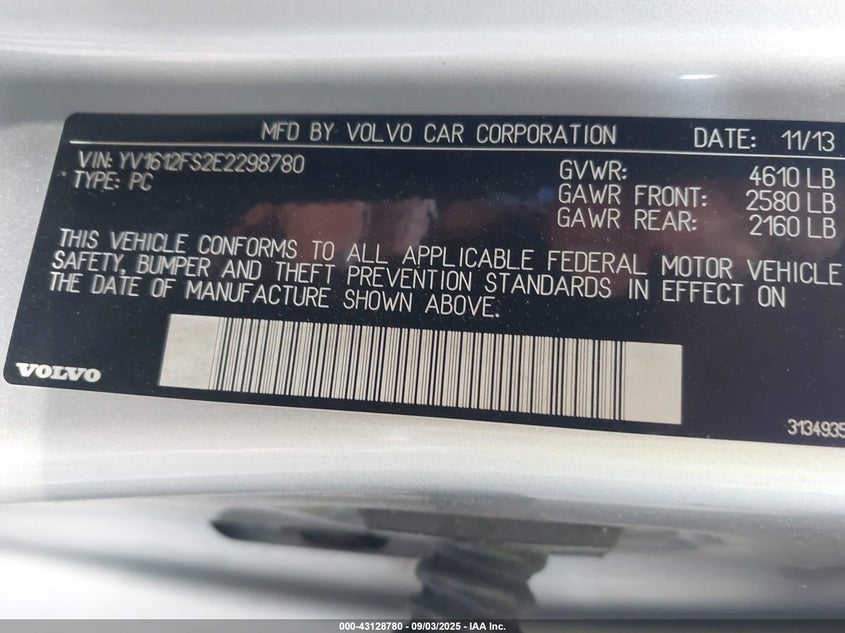 MFD BY VOLVO CAR CORPORATION DATE: 11/13
VIN: YV1612FS2E2298780 GVWR: 4610 LB
TYPE: PC GAWR FRONT: 2580 LB
GAWR REAR: 2160 LB
THIS VEHICLE CONFORMS TO ALL APPLICABLE FEDERAL MOTOR VEHICLE
SAFETY, BUMPER AND THEFT PREVENTION STANDARDS IN EFFECT ON
THE DATE OF MANUFACTURE SHOWN ABOVE.
VOLVO
3134935
000-43128780 - 09/03/2025 - IAA Inc.